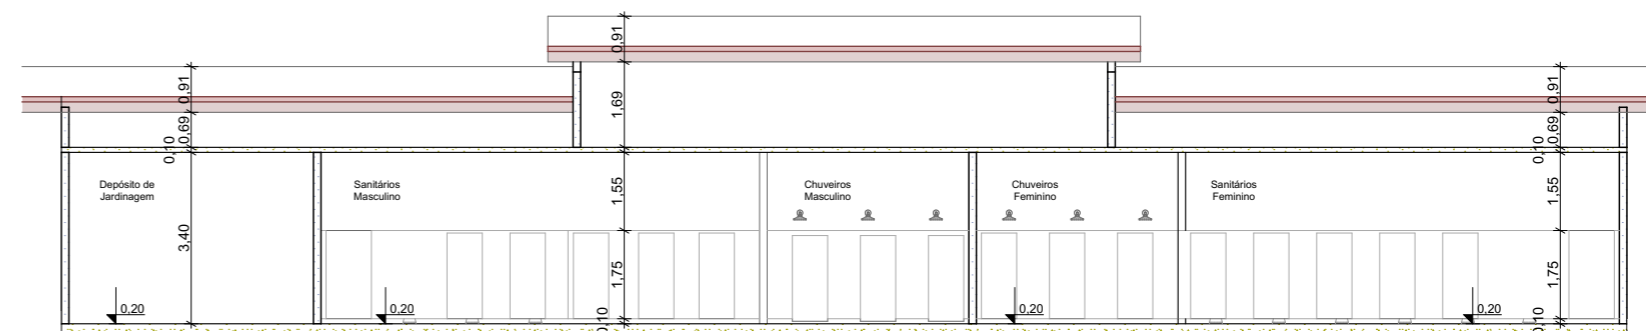 0,91
0,91
0,91
1,69
0,69
0,69
0,10
0,10
Depósito de
Jardinagem
Sanitários
Masculino
1,55
Chuveiros
Masculino
Chuveiros
Feminino
Sanitários
Feminino
1,55
3,40
1,75
1,75
0,20
0,20
0,20
0,20
0,10
0,10